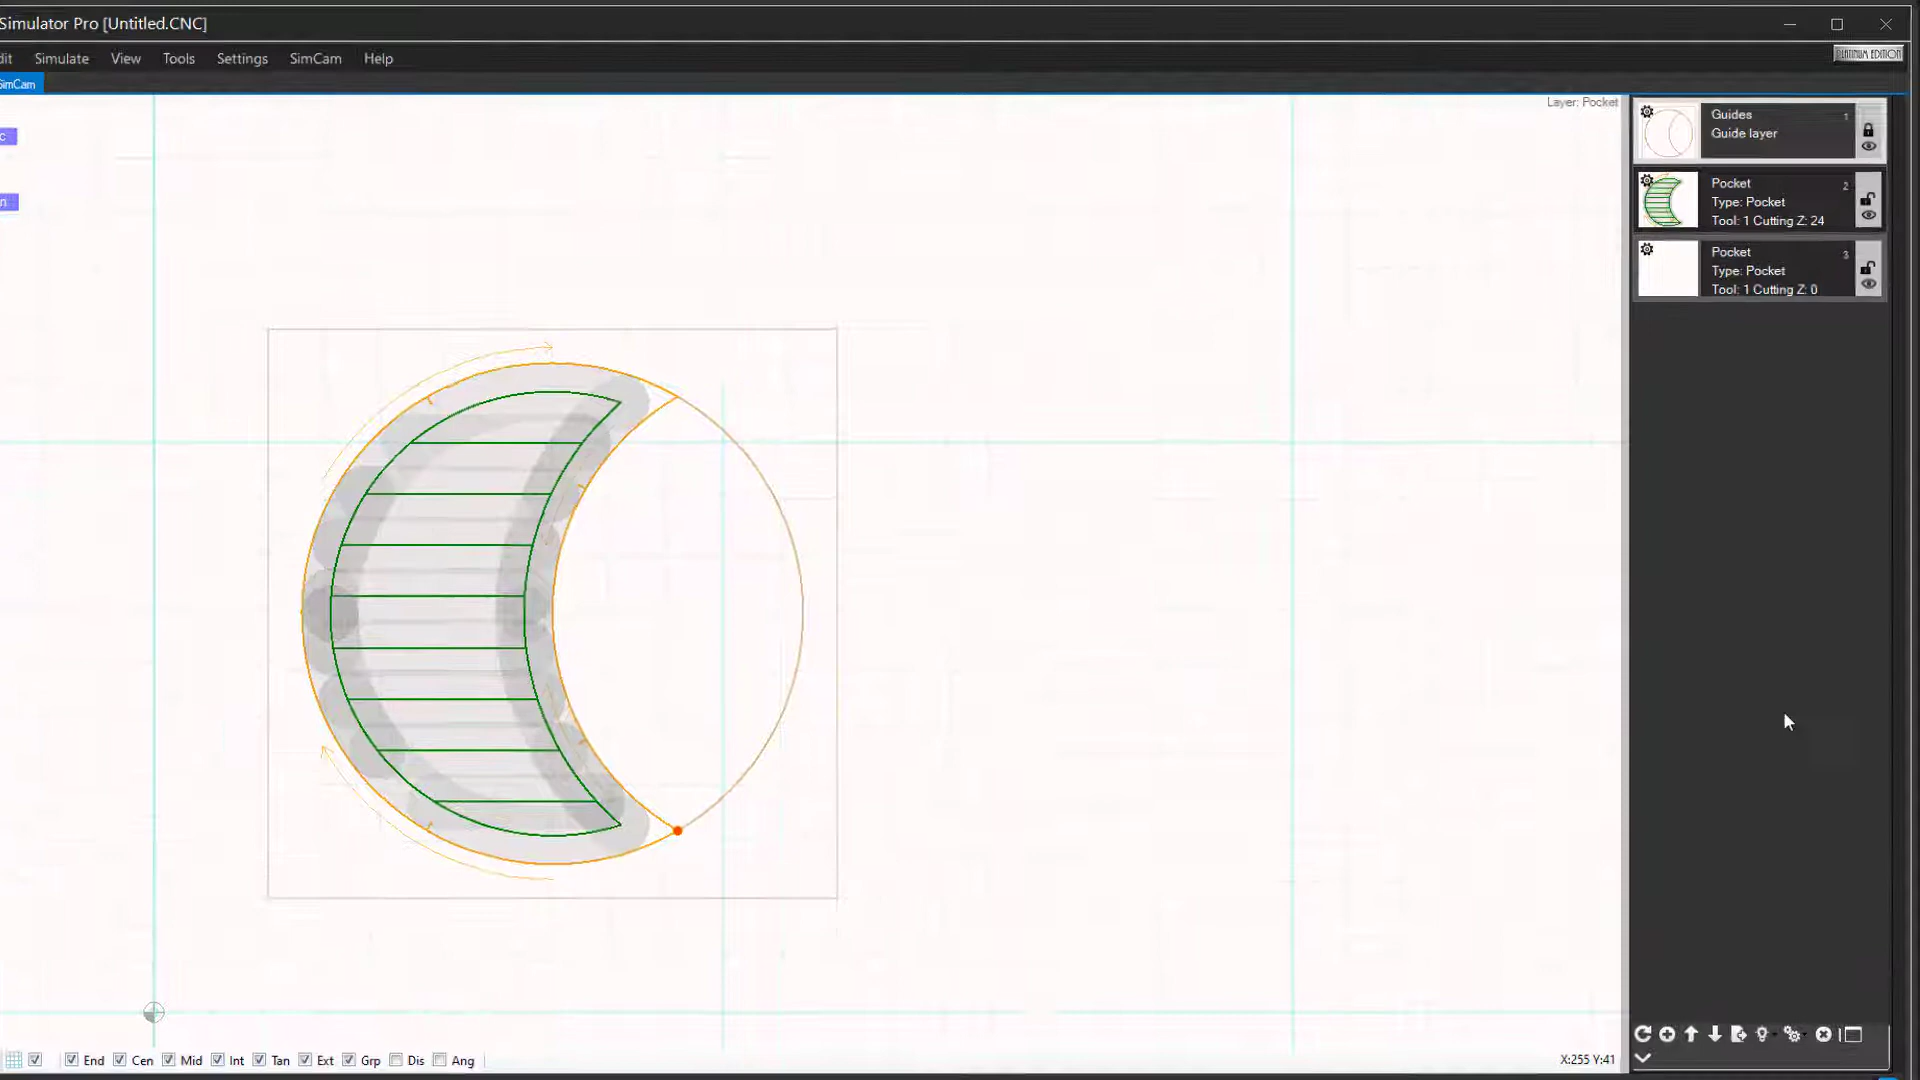 Simulator Pro [Untitled.CNC]
dit Simulate View Tools Settings SimCam Help
PLATINUM EDITION
SimCam
Layer: Pocket
c
n
Guides 1
Guide layer
Pocket 2
Type: Pocket
Tool: 1 Cutting Z: 24
Pocket 3
Type: Pocket
Tool: 1 Cutting Z: 0
End Cen Mid Int Tan Ext Grp Dis Ang
X:255 Y:41